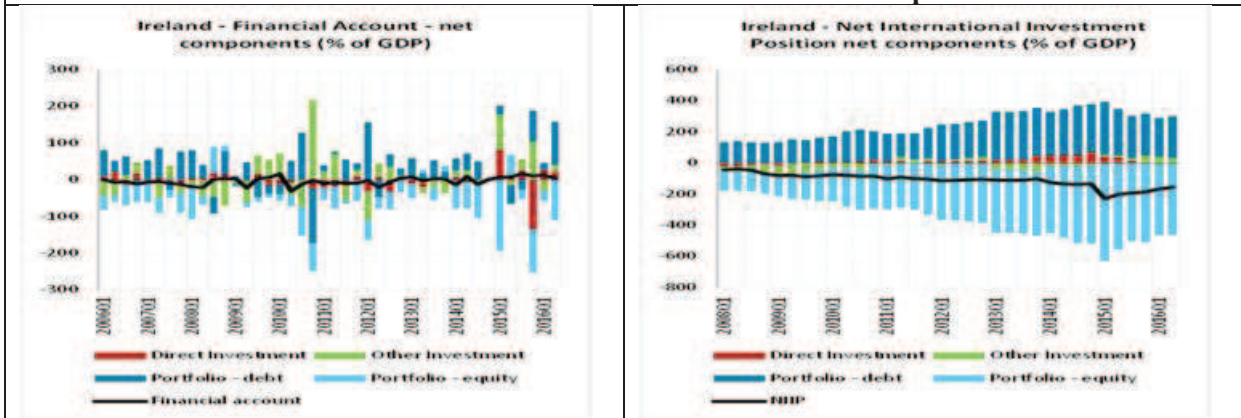 Ireland - Financial Account - net
components (% of GDP)
300
200
100
0
-100
-200
-300
2006Q1
2007Q1
2008Q1
2009Q1
2010Q1
2011Q1
2012Q1
2013Q1
2014Q1
2015Q1
2016Q1
Direct Investment
Other Investment
Portfolio - debt
Portfolio - equity
Financial account
Ireland - Net International Investment
Position net components (% of GDP)
600
400
200
0
-200
-400
-600
-800
2008Q1
2009Q1
2010Q1
2011Q1
2012Q1
2013Q1
2014Q1
2015Q1
2016Q1
Direct Investment
Other Investment
Portfolio - debt
Portfolio - equity
NIIP